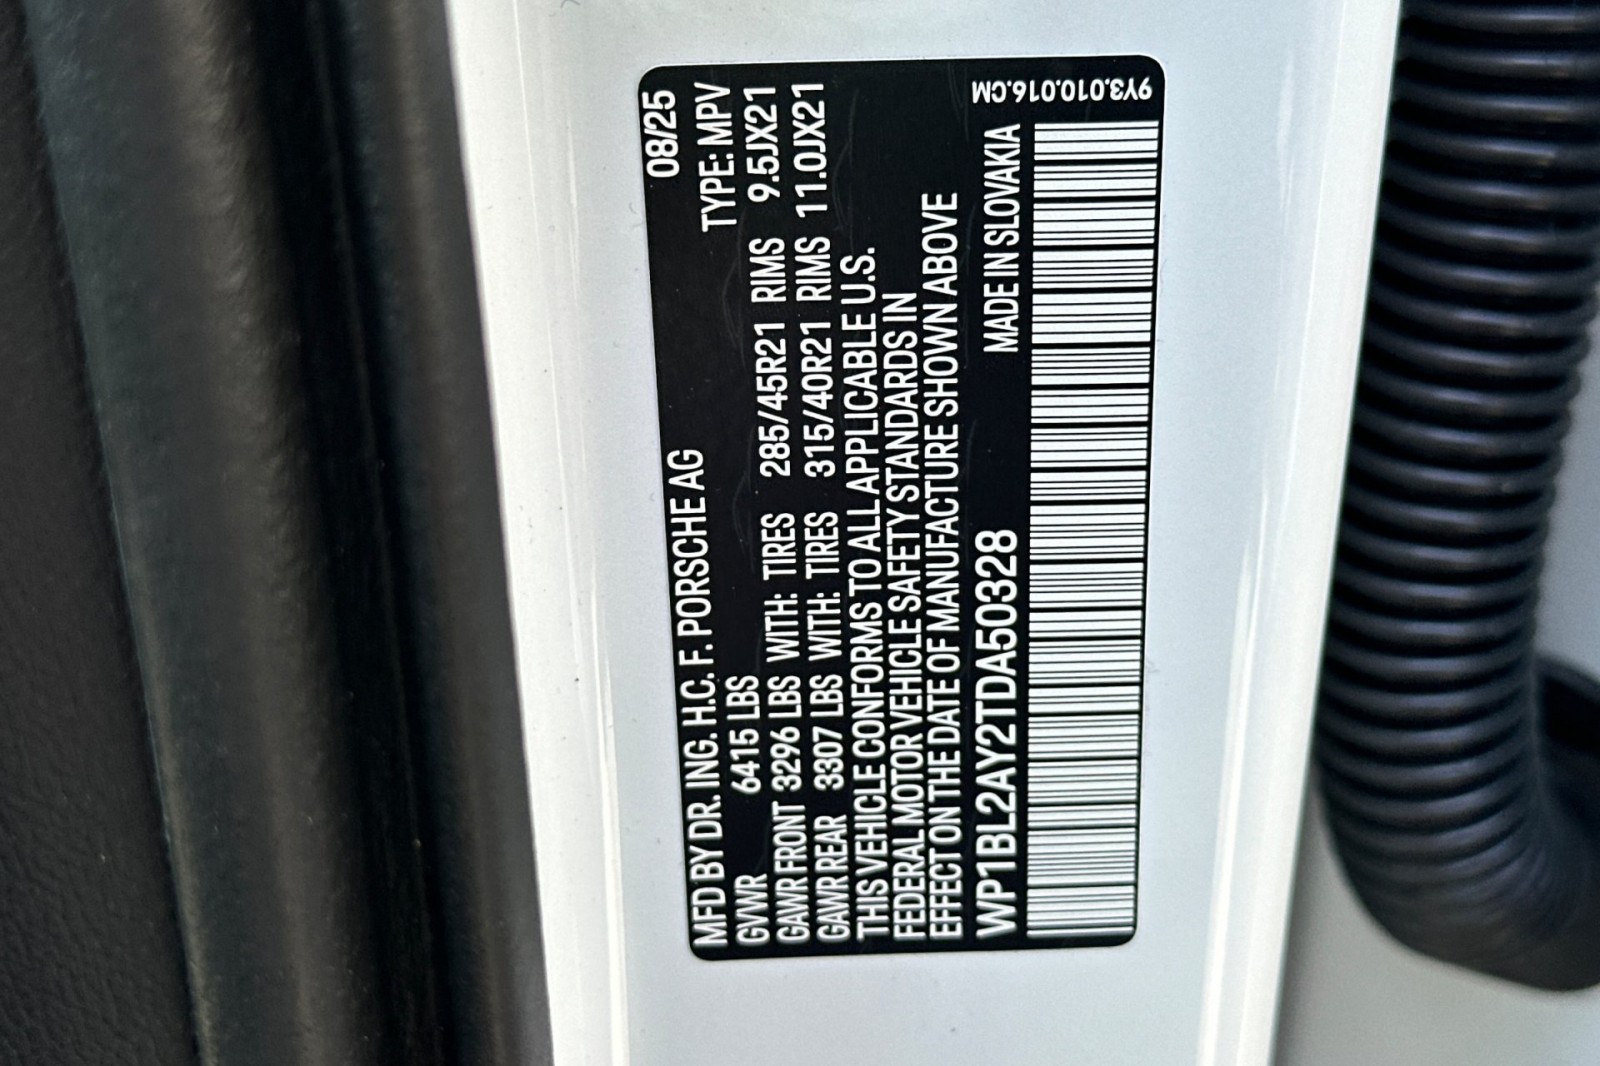 MFD BY DR. ING. H.C. F. PORSCHE AG 08/25
GVWR 6415 LBS TYPE: MPV
GAWR FRONT 3296 LBS WITH: TIRES 285/45R21 RIMS 9.5JX21
GAWR REAR 3307 LBS WITH: TIRES 315/40R21 RIMS 11.0JX21
THIS VEHICLE CONFORMS TO ALL APPLICABLE U.S.
FEDERAL MOTOR VEHICLE SAFETY STANDARDS IN
EFFECT ON THE DATE OF MANUFACTURE SHOWN ABOVE
WP1BL2AY2TDA50328 MADE IN SLOVAKIA
9Y3.010.016.CM